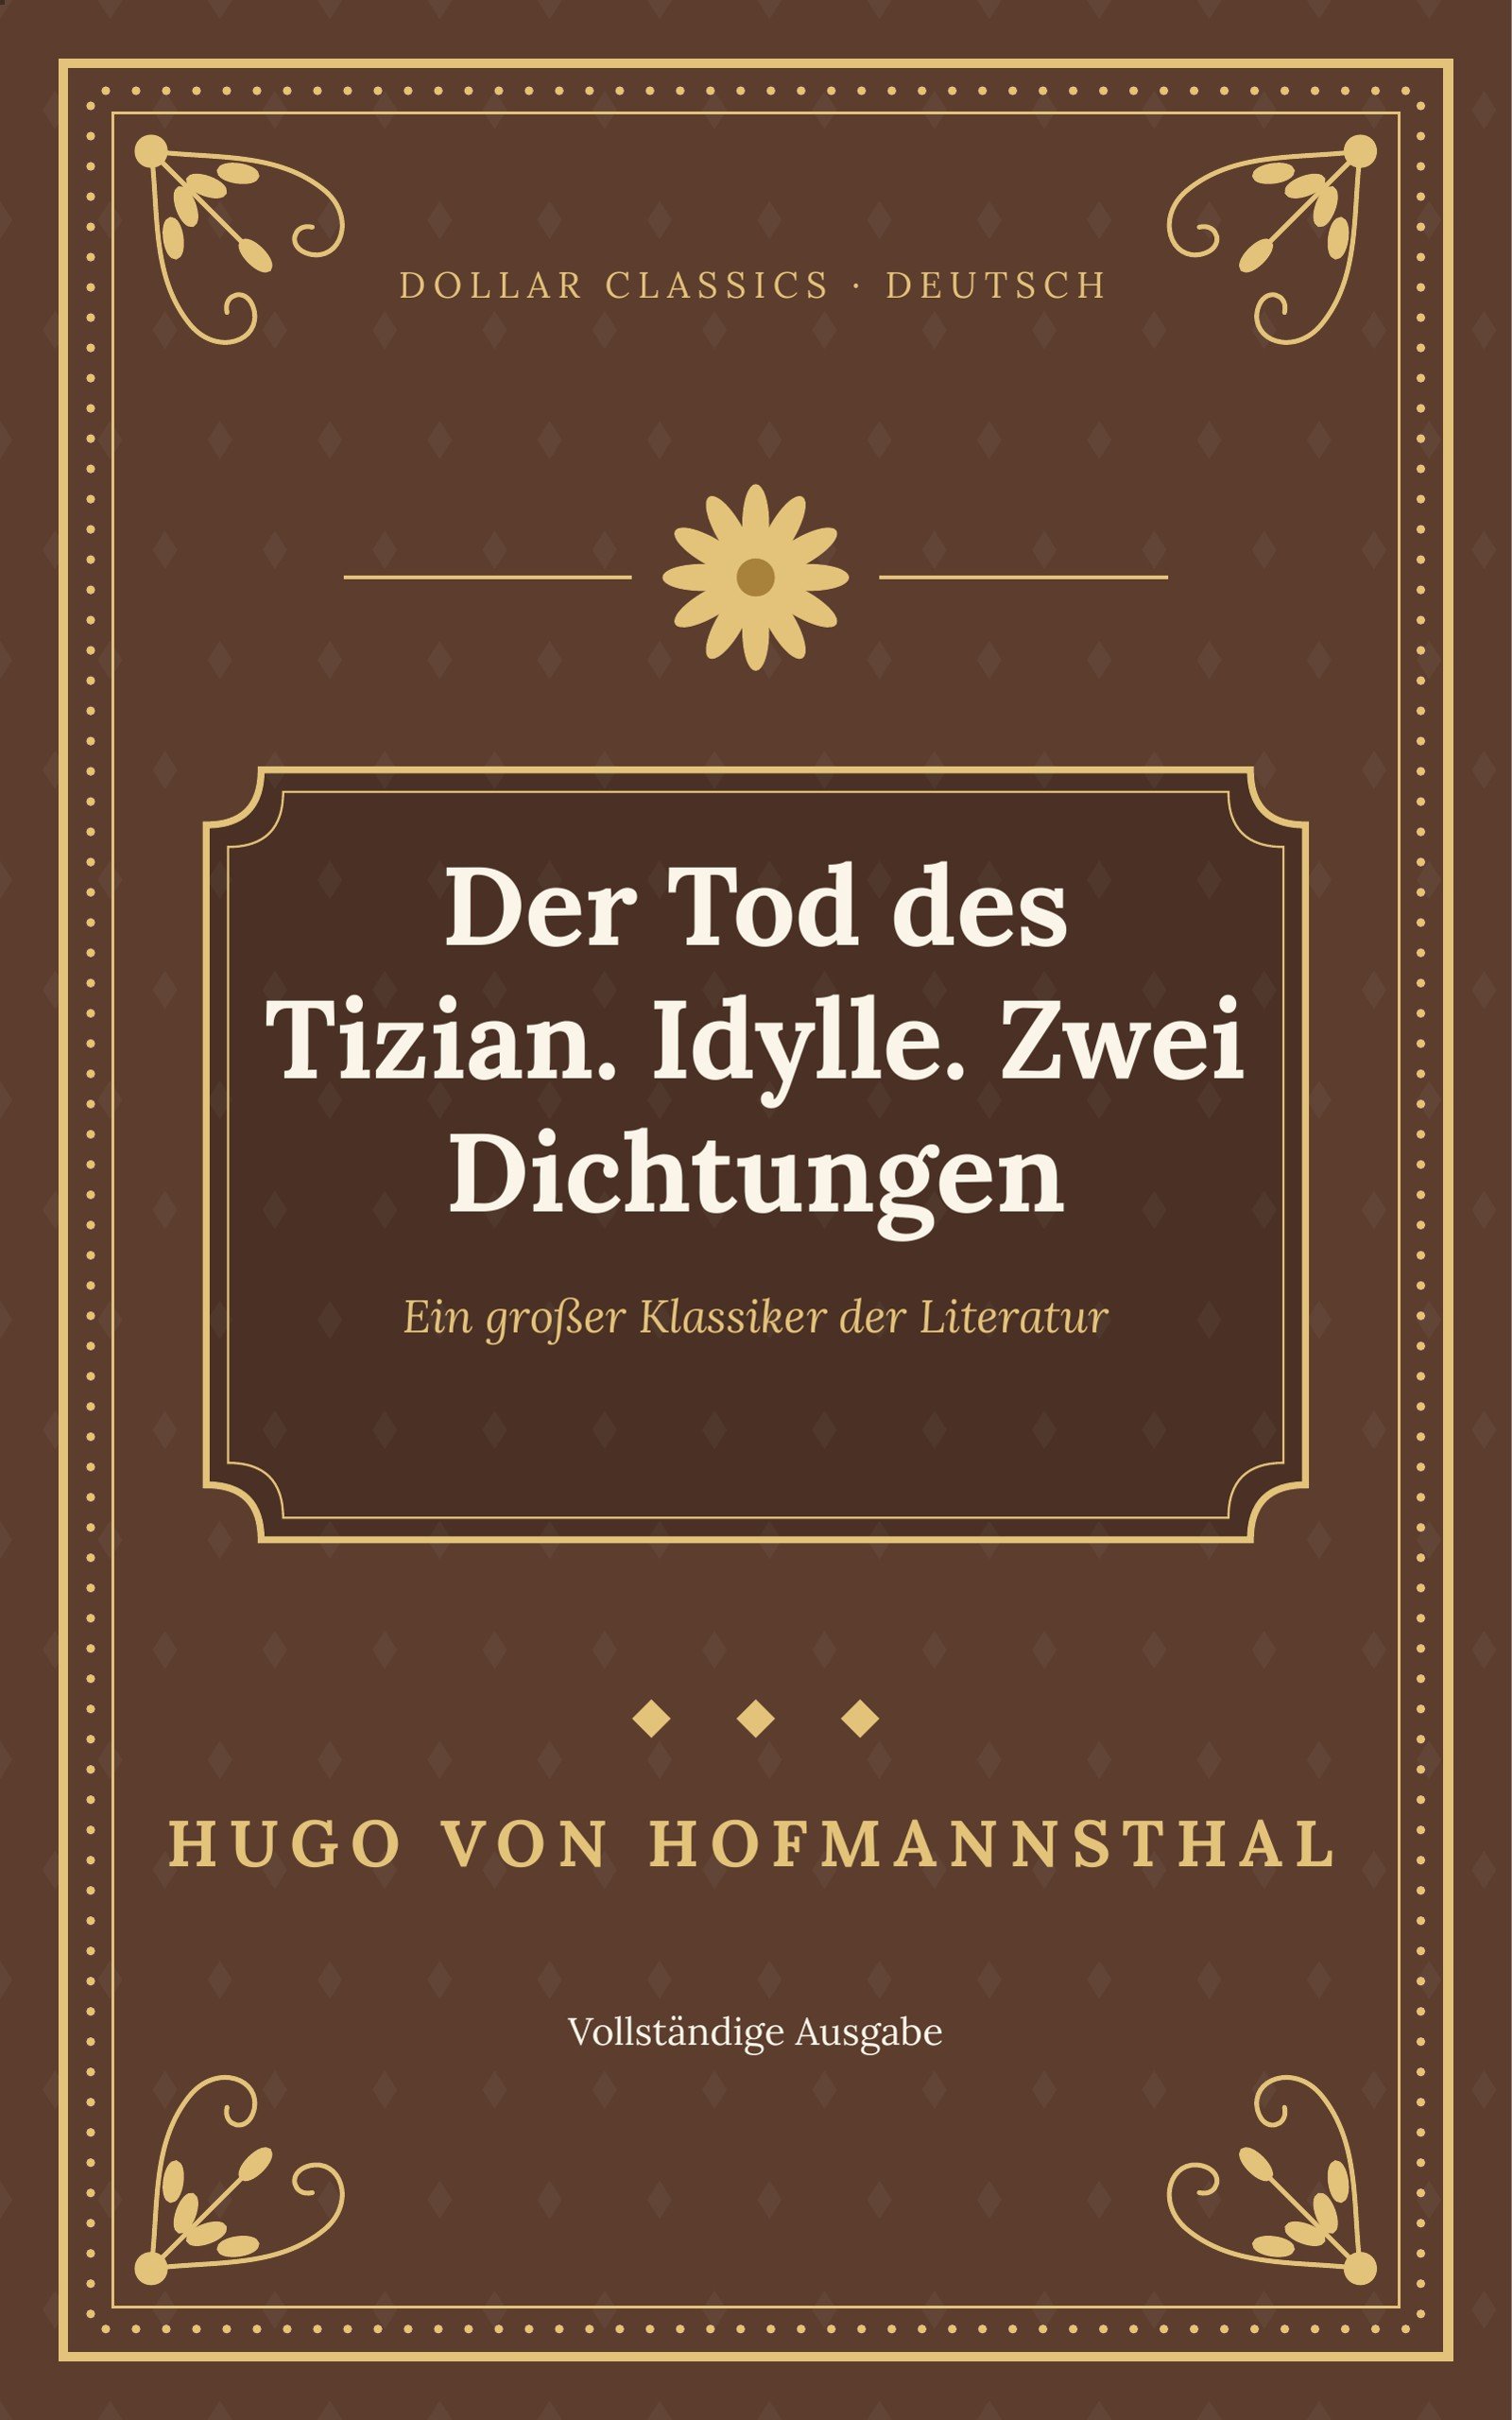 DOLLAR CLASSICS · DEUTSCH
Der Tod des
Tizian. Idylle. Zwei
Dichtungen
Ein großer Klassiker der Literatur
HUGO VON HOFMANNSTHAL
Vollständige Ausgabe